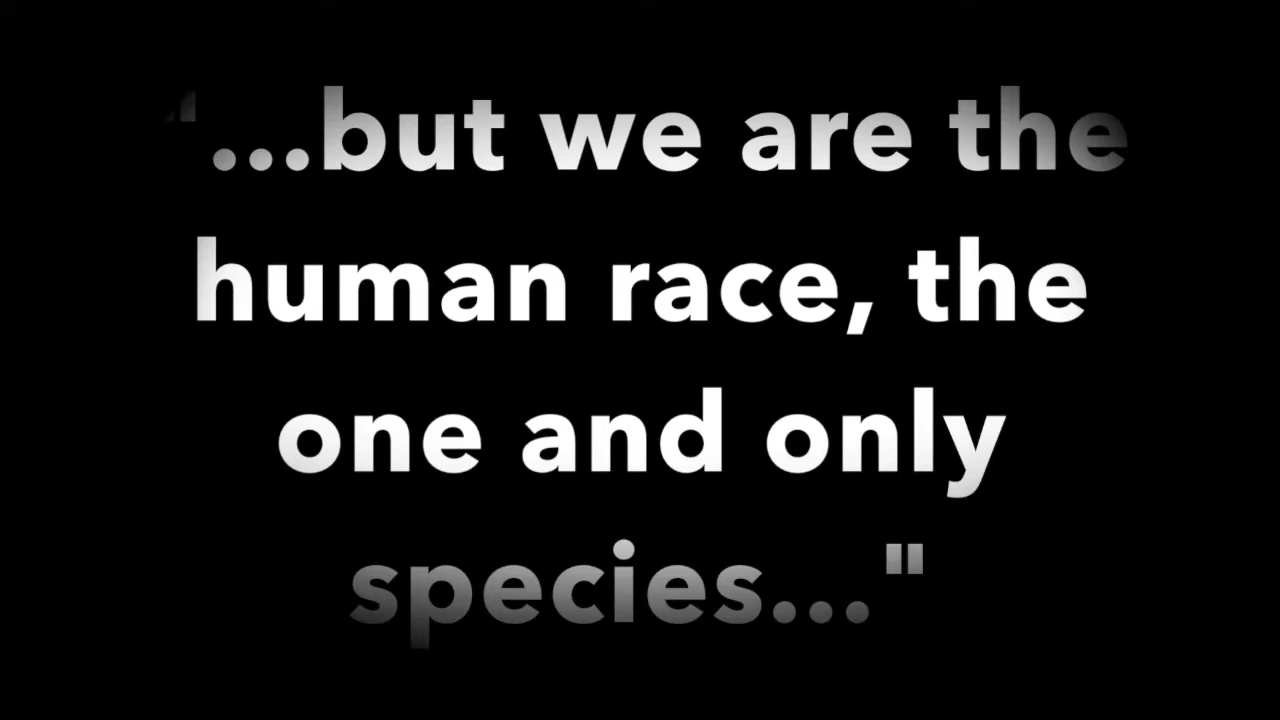 "...but we are the
human race, the
one and only
species..."